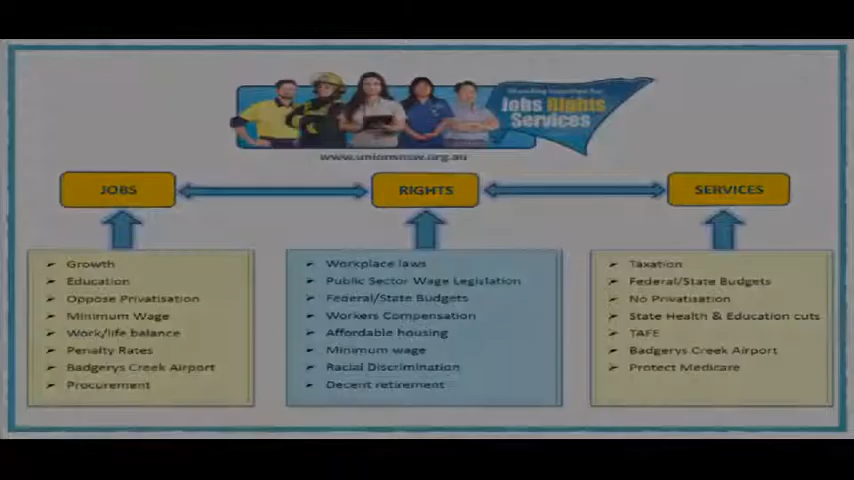 Standing together for
Jobs Rights
Services
www.unionsnsw.org.au
JOBS
RIGHTS
SERVICES
➢ Growth
➢ Education
➢ Oppose Privatisation
➢ Minimum Wage
➢ Work/life balance
➢ Penalty Rates
➢ Badgerys Creek Airport
➢ Procurement
➢ Workplace laws
➢ Public Sector Wage Legislation
➢ Federal/State Budgets
➢ Workers Compensation
➢ Affordable housing
➢ Minimum wage
➢ Racial Discrimination
➢ Decent retirement
➢ Taxation
➢ Federal/State Budgets
➢ No Privatisation
➢ State Health & Education cuts
➢ TAFE
➢ Badgerys Creek Airport
➢ Protect Medicare